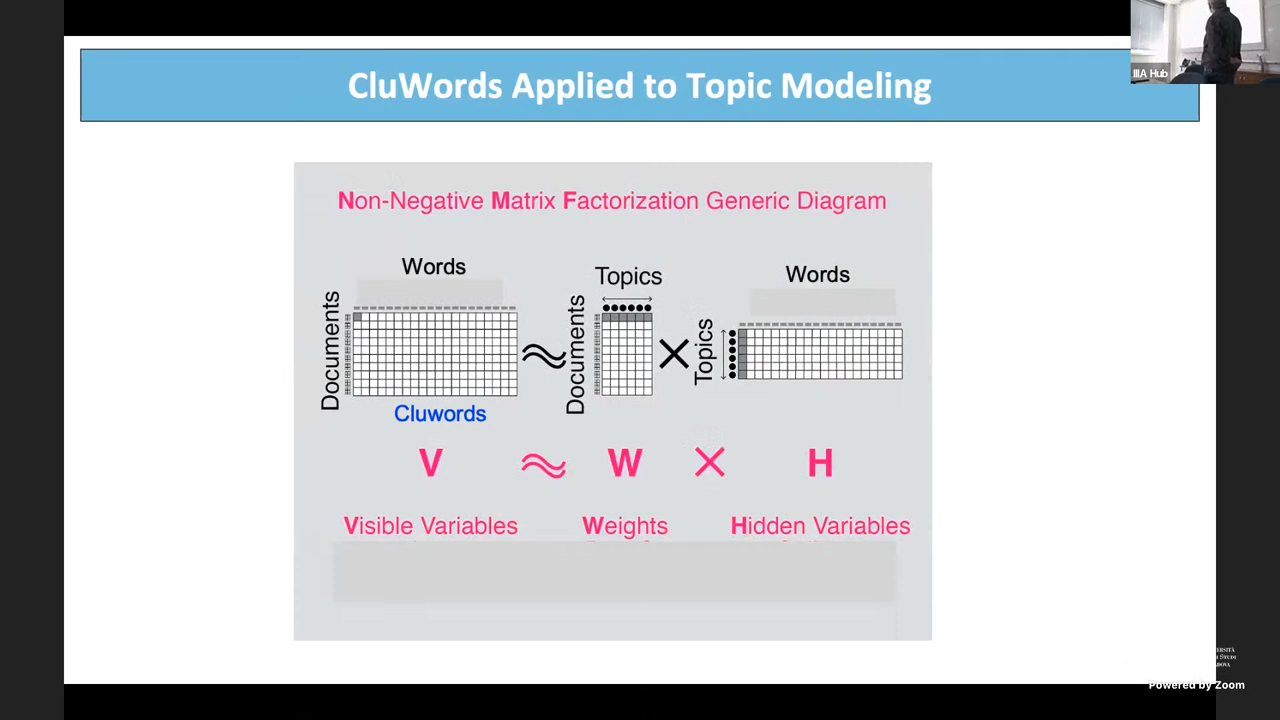 CluWords Applied to Topic Modeling
IIIA Hub
Non-Negative Matrix Factorization Generic Diagram
Words
Topics
Words
Documents
Documents
Topics
Cluwords
V ≈ W × H
Visible Variables
Weights
Hidden Variables
Powered by Zoom